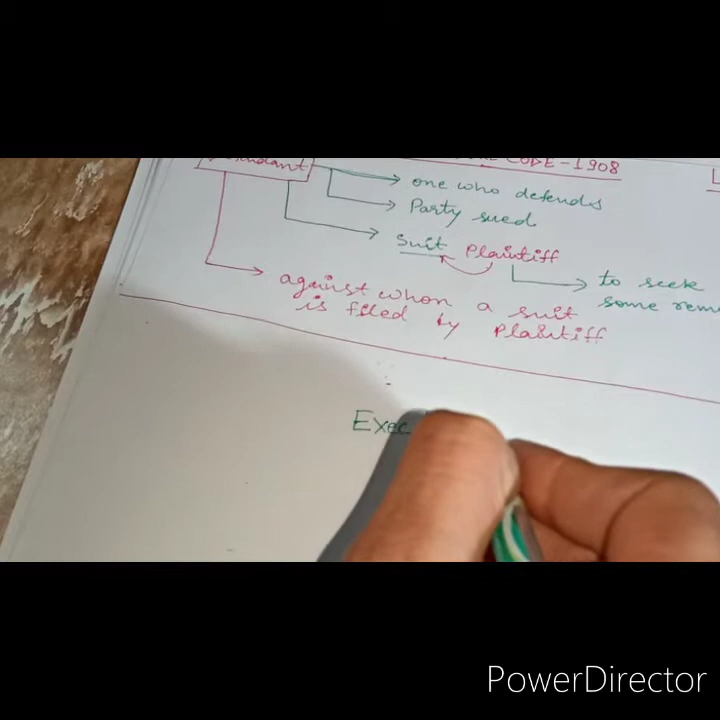 CODE-1908
one who defends
Party sued
Suit Plaintiff
to seek
some
against whom a suit
is filed by Plaintiff
Exec
PowerDirector